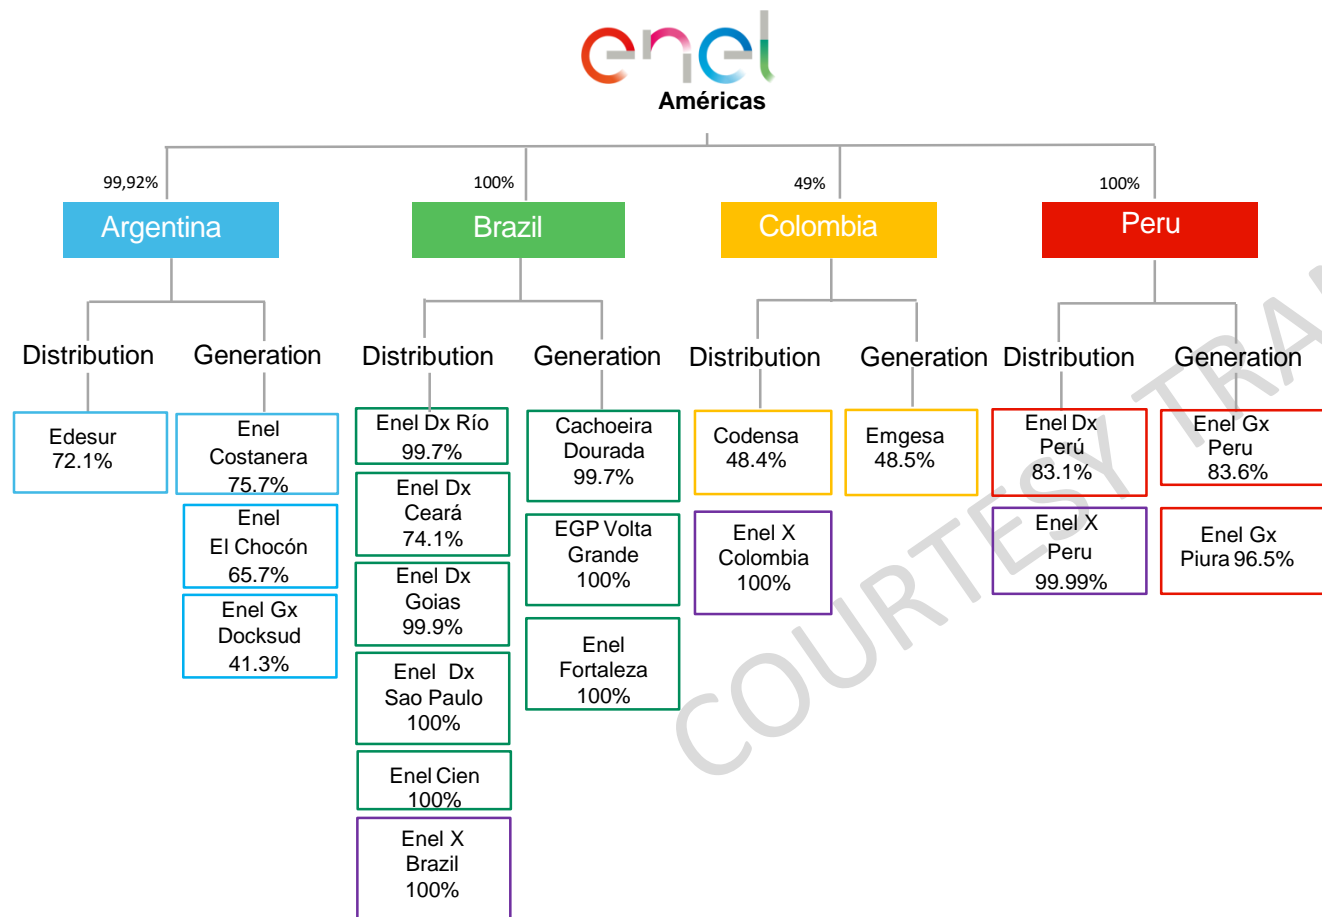 enel
Américas
99,92%
100%
49%
100%
Argentina
Brazil
Colombia
Peru
Distribution
Generation
Distribution
Generation
Distribution
Generation
Distribution
Generation
Edesur
72.1%
Enel
Costanera
75.7%
Enel
El Chocón
65.7%
Enel Gx
Docksud
41.3%
Enel Dx Río
99.7%
Enel Dx
Ceará
74.1%
Enel Dx
Goias
99.9%
Enel Dx
Sao Paulo
100%
Enel Cien
100%
Enel X
Brazil
100%
Cachoeira
Dourada
99.7%
EGP Volta
Grande
100%
Enel
Fortaleza
100%
Codensa
48.4%
Enel X
Colombia
100%
Emgesa
48.5%
Enel Dx
Perú
83.1%
Enel X
Peru
99.99%
Enel Gx
Peru
83.6%
Enel Gx
Piura 96.5%
COURTESY TRA